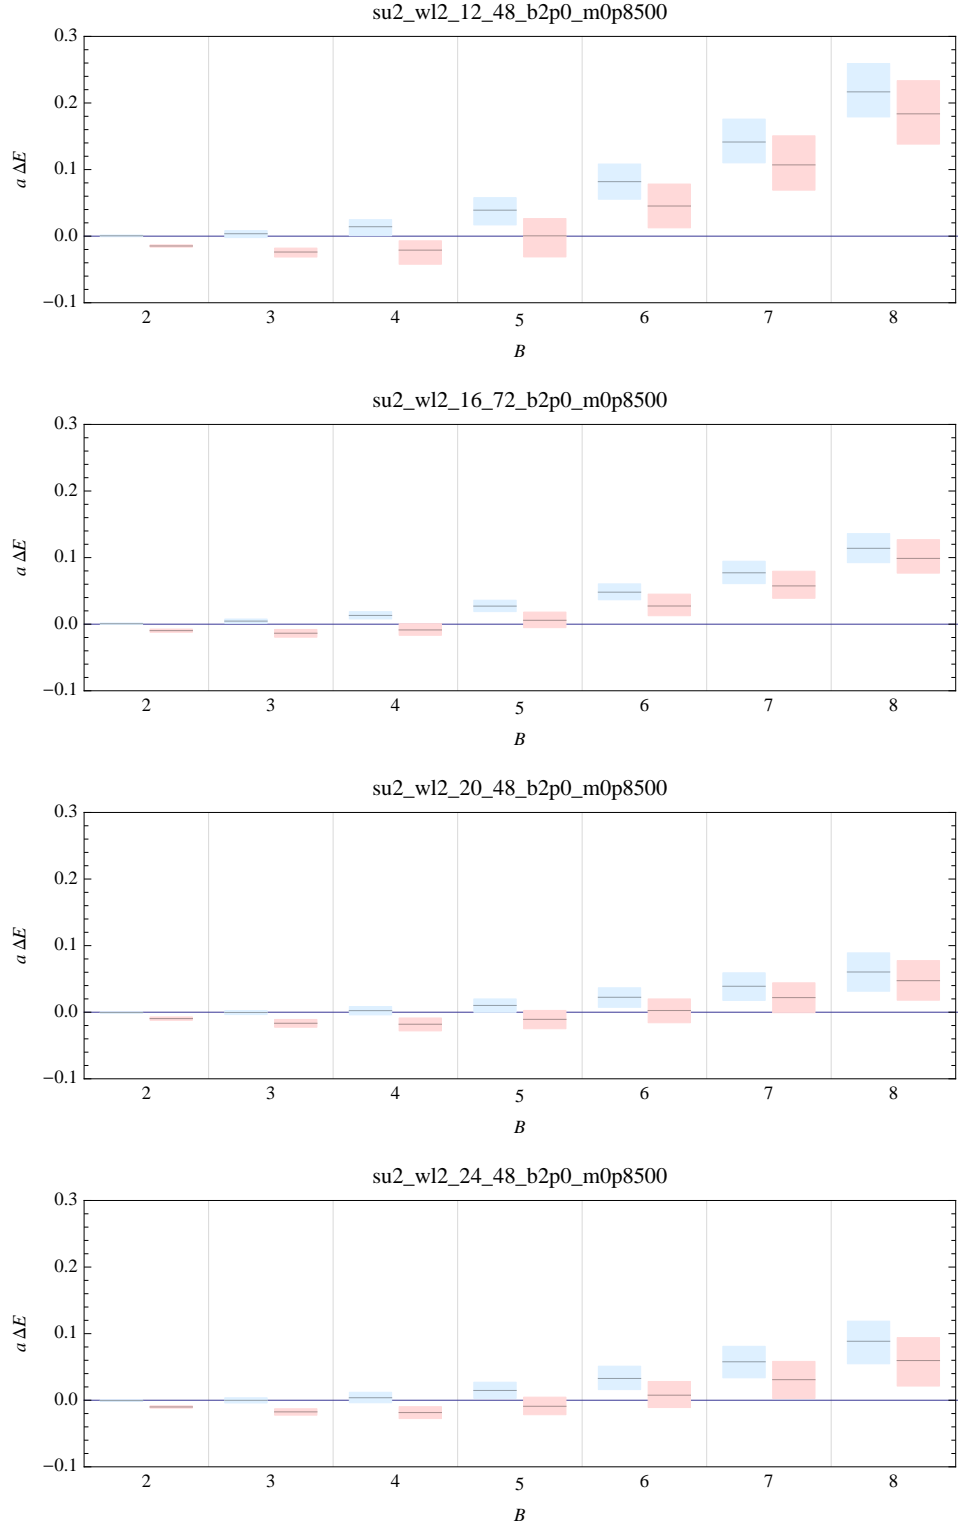 su2_wl2_12_48_b2p0_m0p8500
0.3
0.2
0.1
0.0
−0.1
a ΔE
2 3 4 5 6 7 8
B
su2_wl2_16_72_b2p0_m0p8500
0.3
0.2
0.1
0.0
−0.1
a ΔE
2 3 4 5 6 7 8
B
su2_wl2_20_48_b2p0_m0p8500
0.3
0.2
0.1
0.0
−0.1
a ΔE
2 3 4 5 6 7 8
B
su2_wl2_24_48_b2p0_m0p8500
0.3
0.2
0.1
0.0
−0.1
a ΔE
2 3 4 5 6 7 8
B